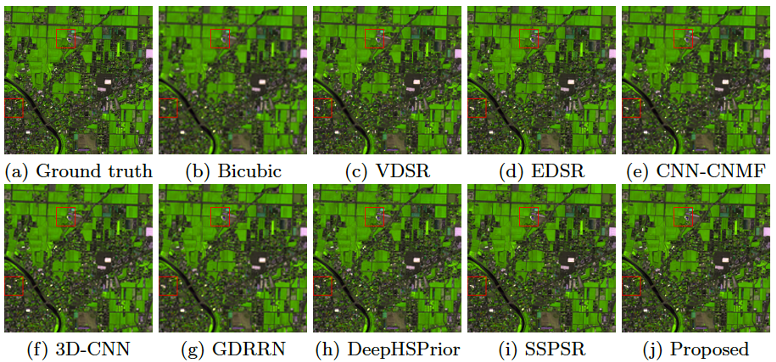 (a) Ground truth (b) Bicubic (c) VDSR (d) EDSR (e) CNN-CNMF
(f) 3D-CNN (g) GDRRN (h) DeepHSPrior (i) SSPSR (j) Proposed